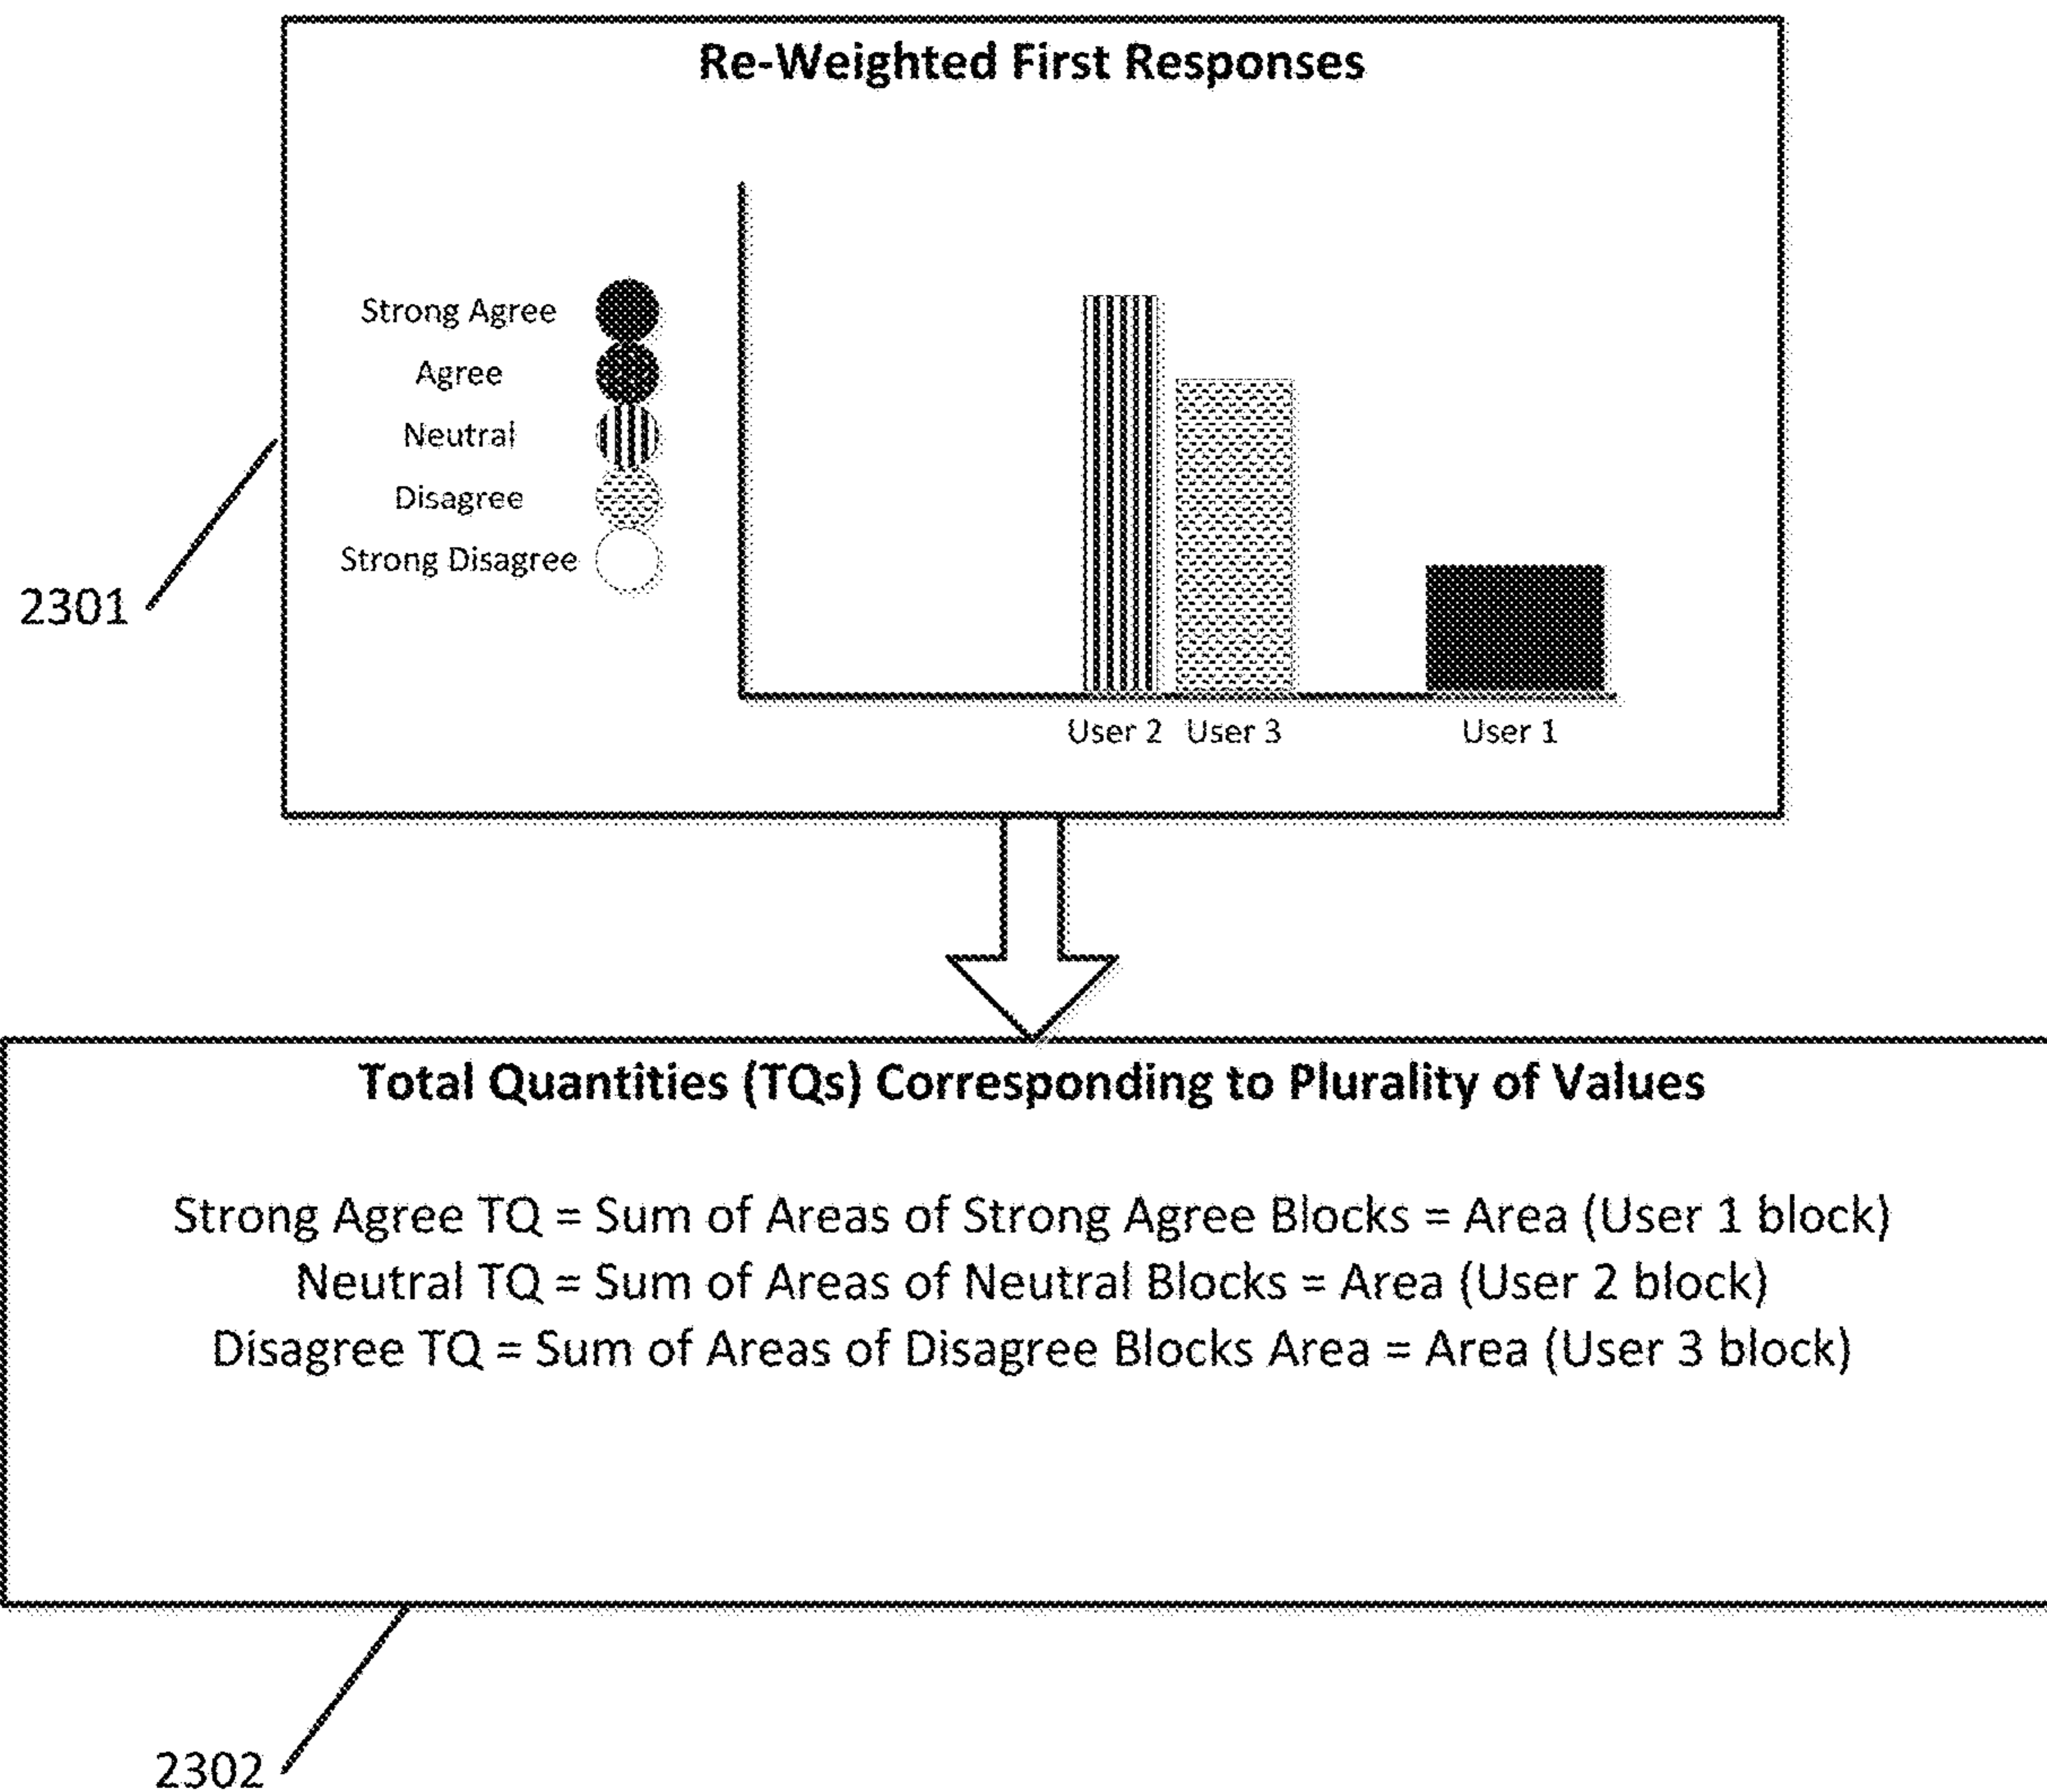 Re-Weighted First Responses
Strong Agree
Agree
Neutral
Disagree
Strong Disagree
2301
User 2 User 3 User 1
Total Quantities (TQs) Corresponding to Plurality of Values
Strong Agree TQ = Sum of Areas of Strong Agree Blocks = Area (User 1 block)
Neutral TQ = Sum of Areas of Neutral Blocks = Area (User 2 block)
Disagree TQ = Sum of Areas of Disagree Blocks Area = Area (User 3 block)
2302